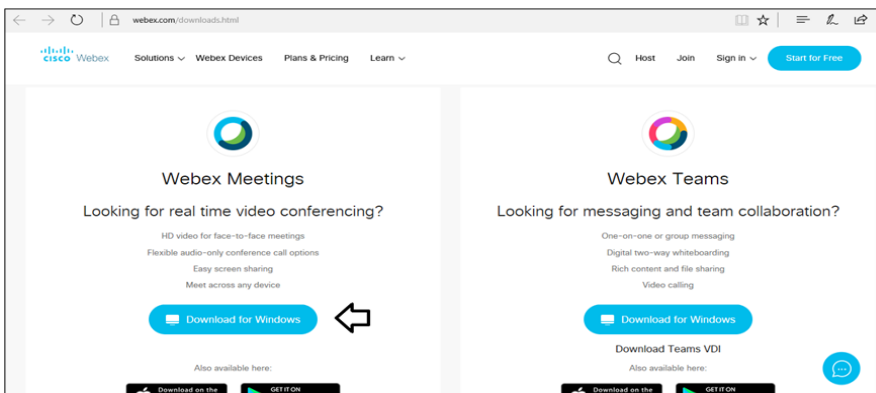 webex.com/downloads.html
cisco Webex Solutions Webex Devices Plans & Pricing Learn Host Join Sign in Start for Free
Webex Meetings
Looking for real time video conferencing?
HD video for face-to-face meetings
Flexible audio-only conference call options
Easy screen sharing
Meet across any device
Download for Windows
Also available here:
Download on the
GET IT ON
Webex Teams
Looking for messaging and team collaboration?
One-on-one or group messaging
Digital two-way whiteboarding
Rich content and file sharing
Video calling
Download for Windows
Download Teams VDI
Also available here:
Download on the
GET IT ON